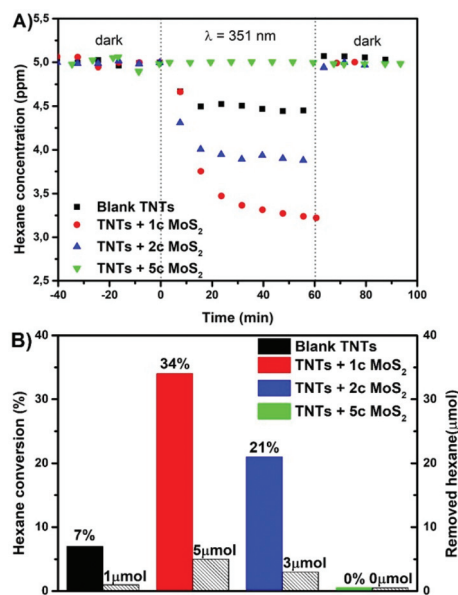 A)
dark
λ = 351 nm
dark
5,0
4,5
4,0
3,5
3,0
2,5
Hexane concentration (ppm)
Blank TNTs
TNTs + 1c MoS₂
TNTs + 2c MoS₂
TNTs + 5c MoS₂
-40 -20 0 20 40 60 80 100
Time (min)
B)
40
30
20
10
0
Hexane conversion (%)
Blank TNTs
TNTs + 1c MoS₂
TNTs + 2c MoS₂
TNTs + 5c MoS₂
34%
21%
7%
1μmol
5μmol
3μmol
0% 0μmol
40
30
20
10
0
Removed hexane(μmol)